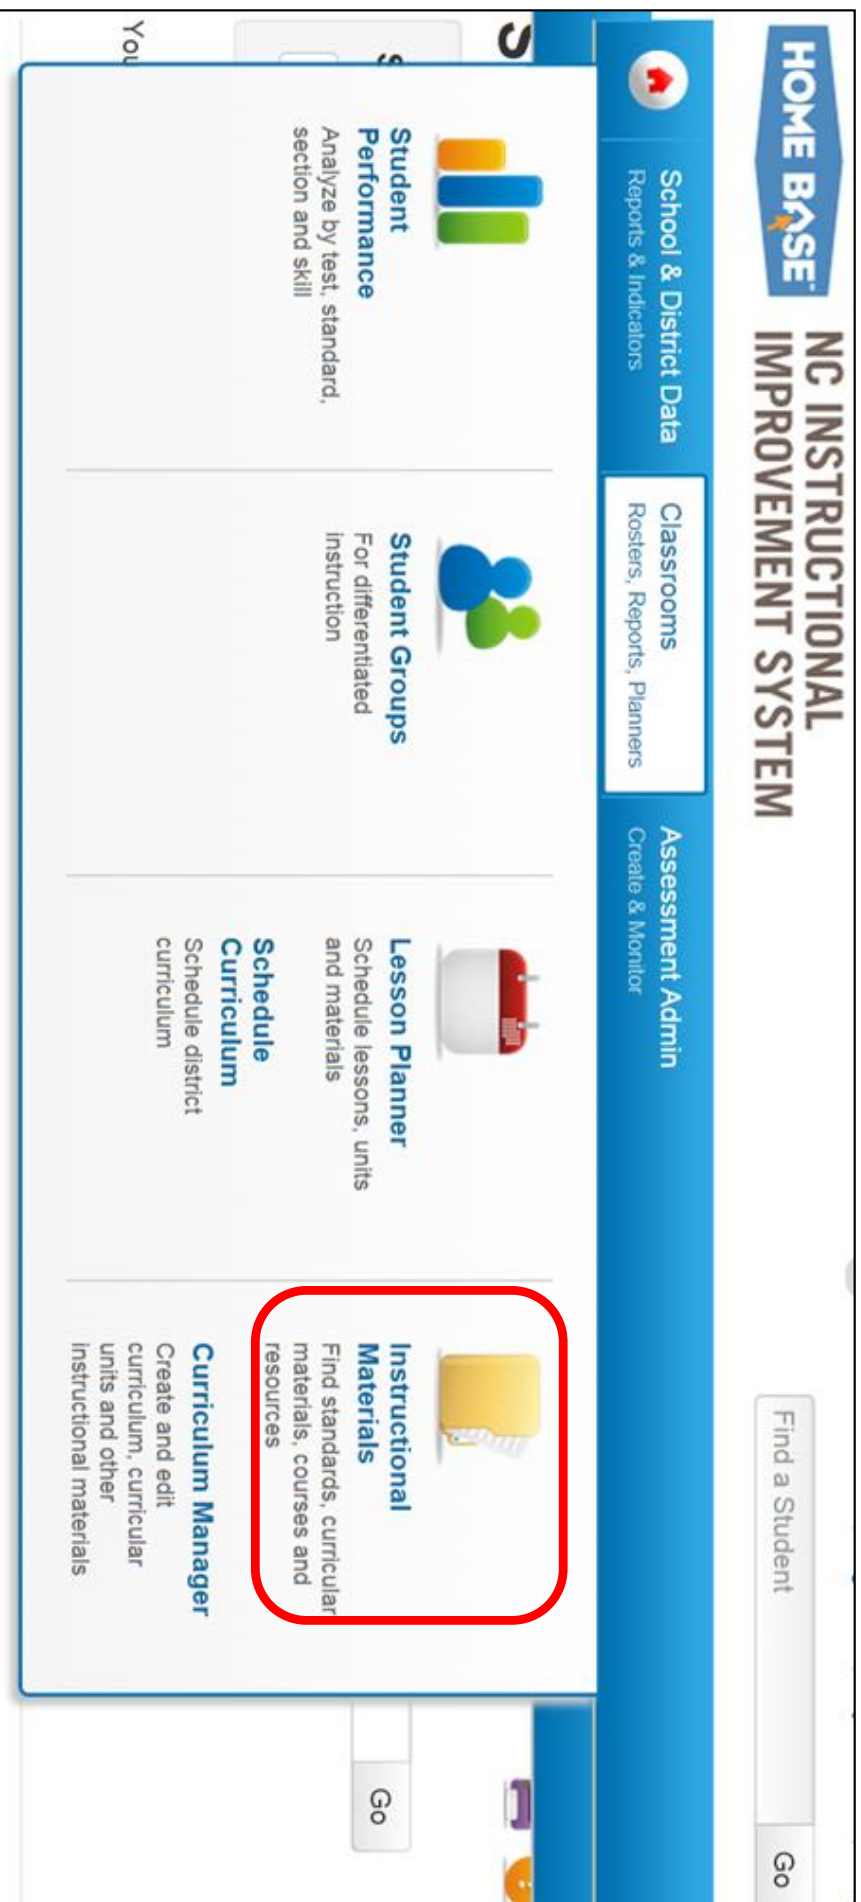 HOME BASE
NC INSTRUCTIONAL
IMPROVEMENT SYSTEM
Find a Student
Go
School & District Data
Reports & Indicators
Classrooms
Rosters, Reports, Planners
Assessment Admin
Create & Monitor
Student
Performance
Analyze by test, standard,
section and skill
Student Groups
For differentiated
instruction
Lesson Planner
Schedule lessons, units
and materials
Schedule
Curriculum
Schedule district
curriculum
Instructional
Materials
Find standards, curricular
materials, courses and
resources
Curriculum Manager
Create and edit
curriculum, curricular
units and other
instructional materials
Go